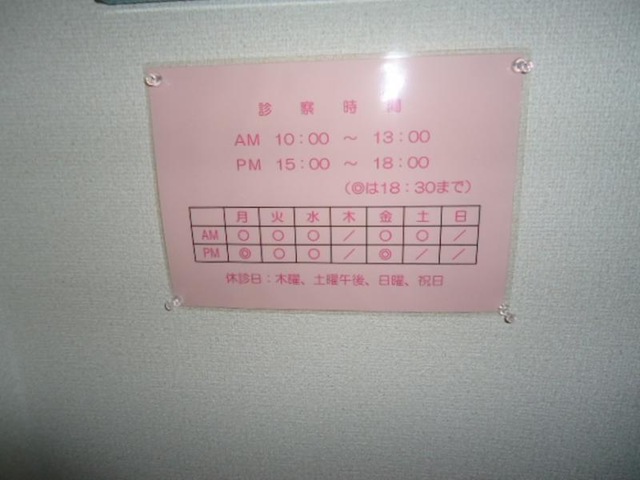 診察時間
AM 10:00 ～ 13:00
PM 15:00 ～ 18:00
(◎は18:30まで)
月 火 水 木 金 土 日
AM ○ ○ ○ ／ ○ ○ ／
PM ◎ ○ ○ ／ ◎ ／ ／
休診日:木曜、土曜午後、日曜、祝日